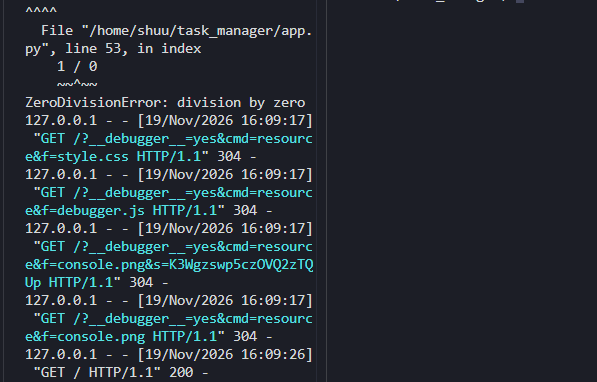 ^^^^
File "/home/shuu/task_manager/app.
py", line 53, in index
1 / 0
~~^~~
ZeroDivisionError: division by zero
127.0.0.1 - - [19/Nov/2026 16:09:17]
"GET /?__debugger__=yes&cmd=resourc
e&f=style.css HTTP/1.1" 304 -
127.0.0.1 - - [19/Nov/2026 16:09:17]
"GET /?__debugger__=yes&cmd=resourc
e&f=debugger.js HTTP/1.1" 304 -
127.0.0.1 - - [19/Nov/2026 16:09:17]
"GET /?__debugger__=yes&cmd=resourc
e&f=console.png&s=K3Wgzswp5czOVQ2zTQ
Up HTTP/1.1" 304 -
127.0.0.1 - - [19/Nov/2026 16:09:17]
"GET /?__debugger__=yes&cmd=resourc
e&f=console.png HTTP/1.1" 304 -
127.0.0.1 - - [19/Nov/2026 16:09:26]
"GET / HTTP/1.1" 200 -